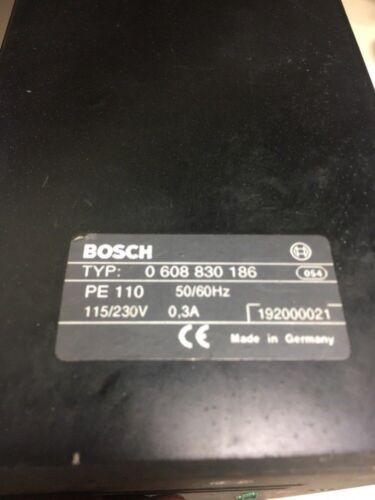 BOSCH
TYP: 0 608 830 186 054
PE 110 50/60Hz
115/230V 0,3A 192000021
CE Made in Germany